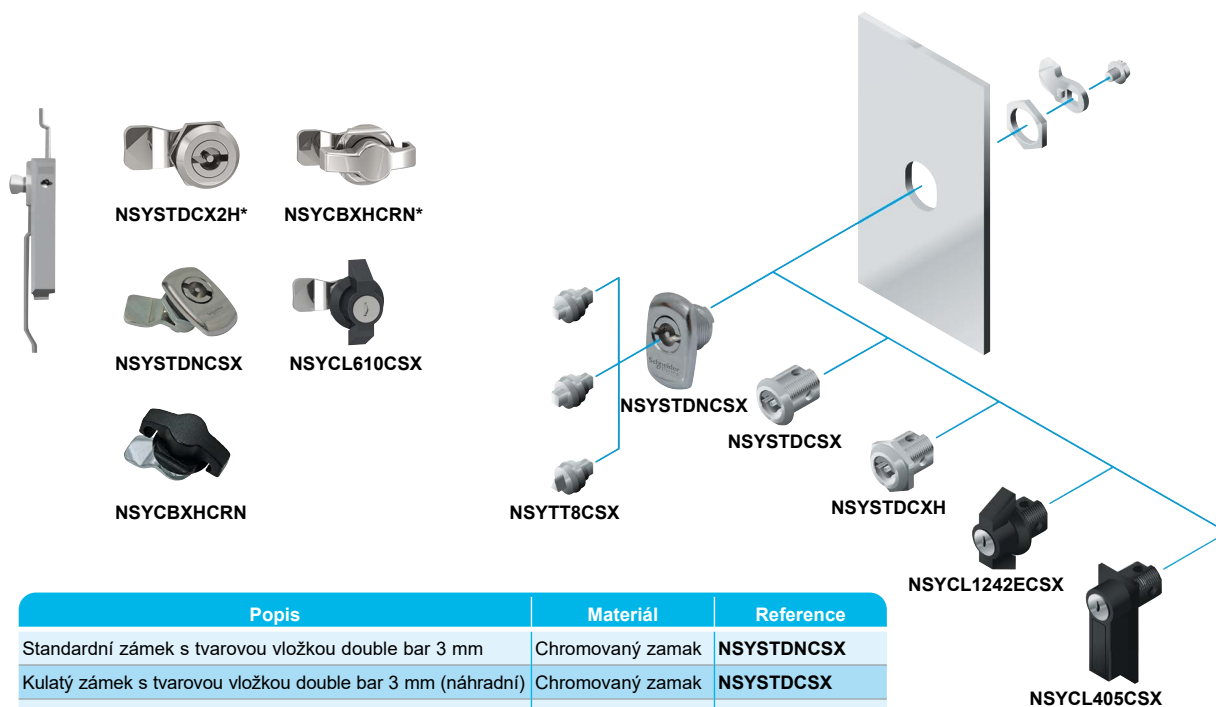 NSYSTDCX2H*
NSYCBXHCRN*
NSYSTDNCSX
NSYCL610CSX
NSYCBXHCRN
NSYTT8CSX
Schneider
NSYSTDNCSX
NSYSTDCSX
NSYSTDCXH
NSYCL1242ECSX
NSYCL405CSX
Popis Materiál Reference
Standardní zámek s tvarovou vložkou double bar 3 mm Chromovaný zamak NSYSTDNCSX
Kulatý zámek s tvarovou vložkou double bar 3 mm (náhradní) Chromovaný zamak NSYSTDCSX